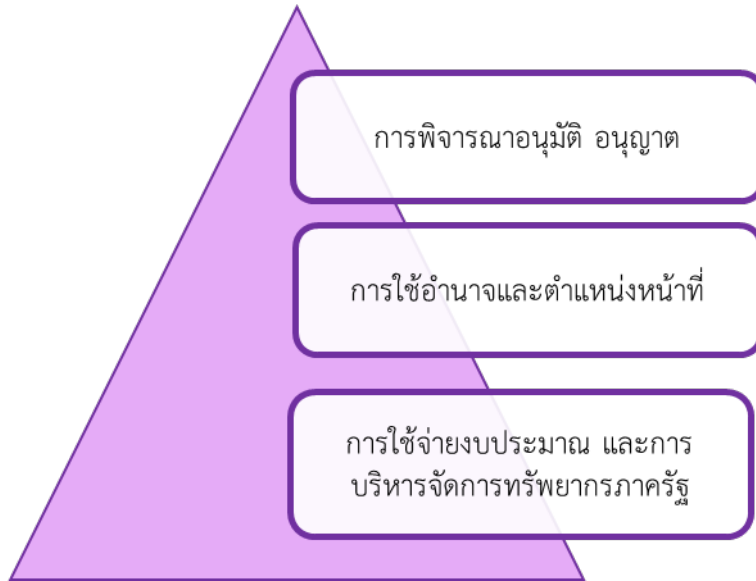 การพิจารณาอนุมัติ อนุญาต
การใช้อำนาจและตำแหน่งหน้าที่
การใช้จ่ายงบประมาณ และการ
บริหารจัดการทรัพยากรภาครัฐ